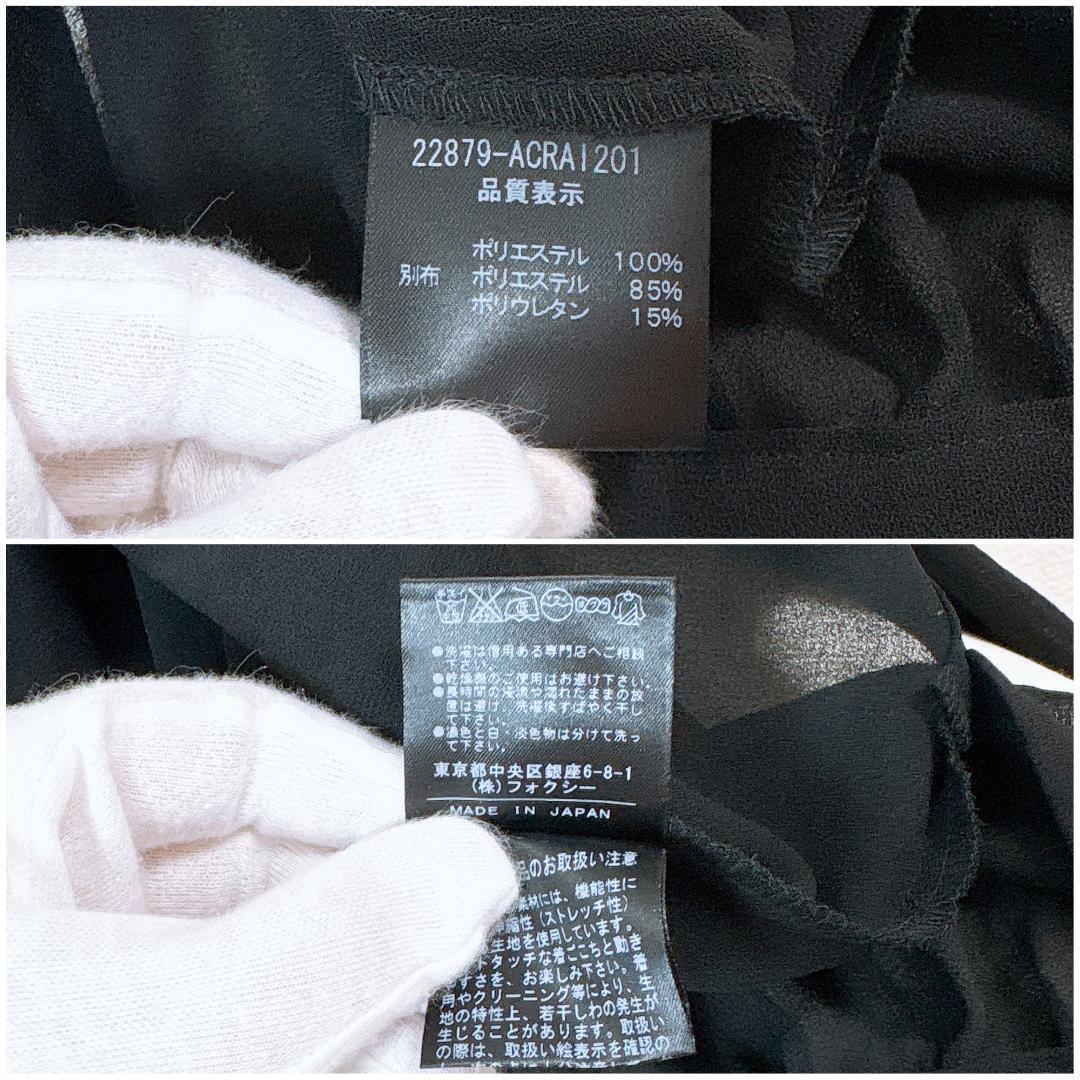 22879-ACRAI201
品質表示
ポリエステル 100%
別布 ポリエステル 85%
ポリウレタン 15%
●洗濯は信用ある専門店へご相談
下さい。
●乾燥機のご使用はお避け下さい。
●長時間の浸漬や濡れたままの放
置は避け、洗濯後すばやく干し
て下さい。
●濃色と白・淡色物は分けて洗っ
て下さい。
東京都中央区銀座6-8-1
(株)フォクシー
MADE IN JAPAN
のお取扱い注意
素材には、機能性に
伸縮性(ストレッチ性)
生地を使用しています。
タッチな着ごこちと動き
すさを、お楽しみ下さい。着
用やクリーニング等により、生
地の特性上、若干しわの発生が
生じることがあります。取扱い
の際は、取扱い絵表示を確認の